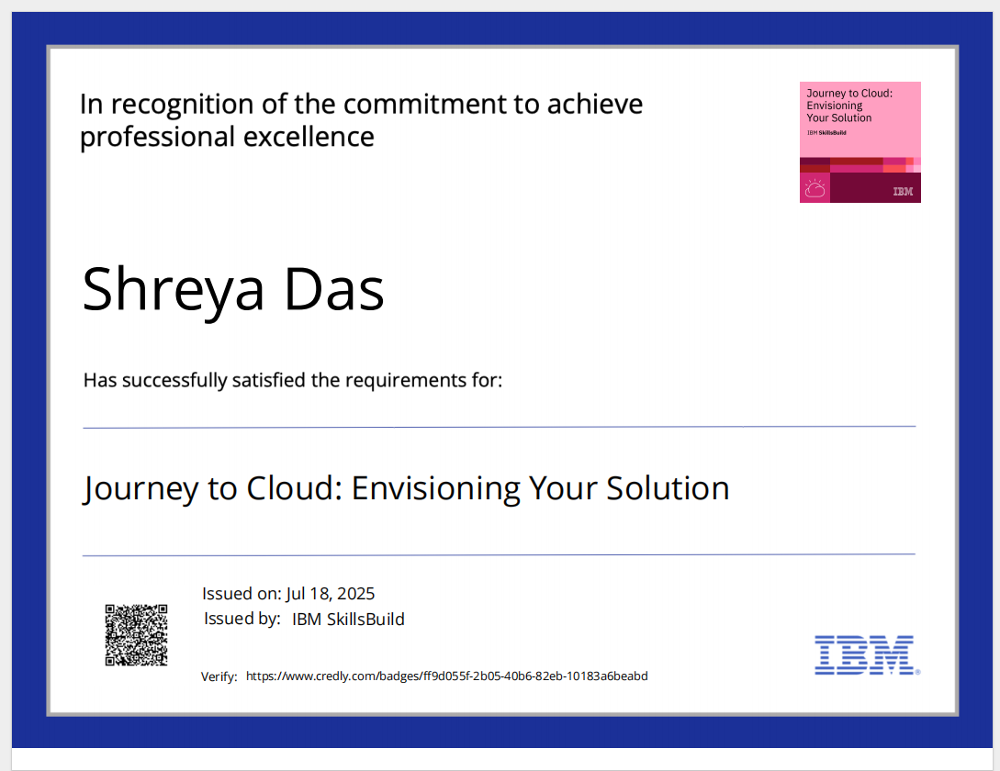 In recognition of the commitment to achieve
professional excellence
Journey to Cloud:
Envisioning
Your Solution
IBM SkillsBuild
IBM
Shreya Das
Has successfully satisfied the requirements for:
Journey to Cloud: Envisioning Your Solution
Issued on: Jul 18, 2025
Issued by: IBM SkillsBuild
Verify: https://www.credly.com/badges/ff9d055f-2b05-40b6-82eb-10183a6beabd
IBM®